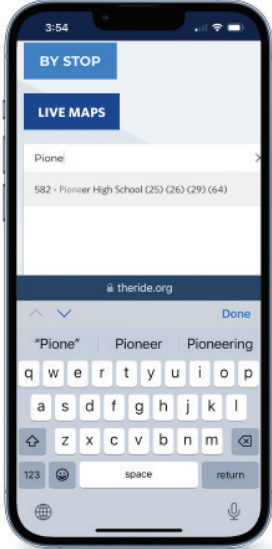 3:54
BY STOP
LIVE MAPS
Pione
582 - Pioneer High School (25) (26) (29) (64)
theride.org
Done
"Pione" Pioneer Pioneering
q w e r t y u i o p
a s d f g h j k l
z x c v b n m
123 space return